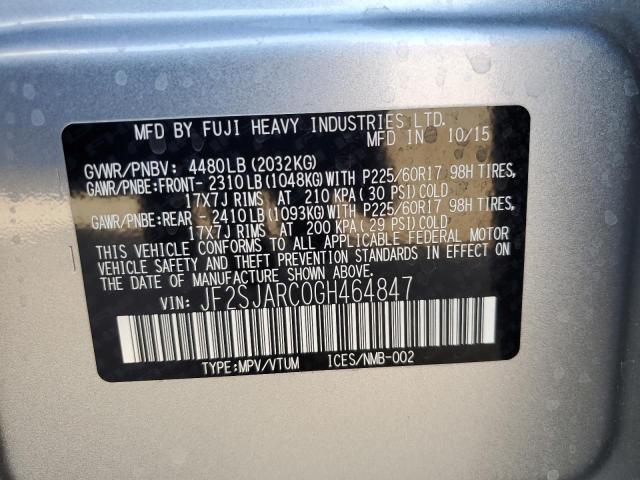 MFD BY FUJI HEAVY INDUSTRIES LTD.
MFD IN 10/15
GVWR/PNBV: 4480LB (2032KG)
GAWR/PNBE:FRONT- 2310LB (1048KG) WITH P225/60R17 98H TIRES,
17X7J RIMS AT 210 KPA (30 PSI) COLD
GAWR/PNBE:REAR - 2410LB (1093KG) WITH P225/60R17 98H TIRES,
17X7J RIMS AT 200 KPA (29 PSI) COLD
THIS VEHICLE CONFORMS TO ALL APPLICABLE FEDERAL MOTOR
VEHICLE SAFETY AND THEFT PREVENTION STANDARDS IN EFFECT ON
THE DATE OF MANUFACTURE SHOWN ABOVE.
VIN: JF2SJARC0GH464847
TYPE:MPV/VTUM ICES/NMB-002